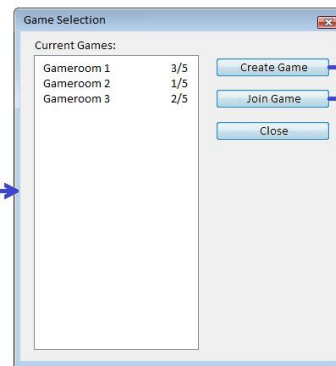 Game Selection
Current Games:
Gameroom 1 3/5
Gameroom 2 1/5
Gameroom 3 2/5
Create Game
Join Game
Close